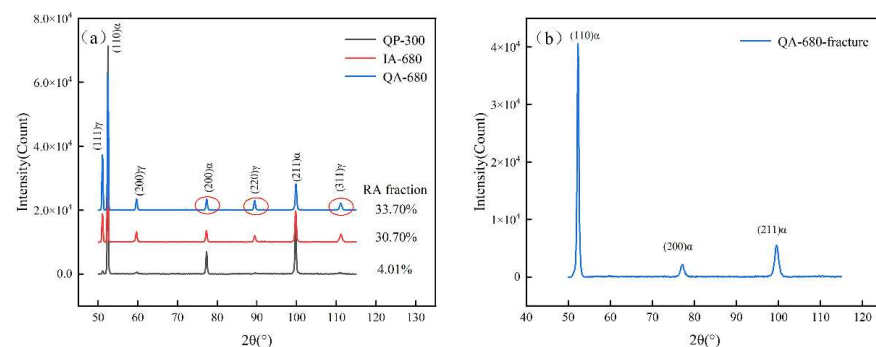 (a)
QP-300
IA-680
QA-680
(111)γ
(110)α
(200)γ
(200)α
(220)γ
(211)α
(311)γ
RA fraction
33.70%
30.70%
4.01%
8.0×10⁴
6.0×10⁴
4.0×10⁴
2.0×10⁴
0.0
Intensity(Count)
50 60 70 80 90 100 110 120 130
2θ(°)
(b)
QA-680-fracture
(110)α
(200)α
(211)α
4×10⁴
3×10⁴
2×10⁴
1×10⁴
0
Intensity(Count)
40 50 60 70 80 90 100 110 120
2θ(°)